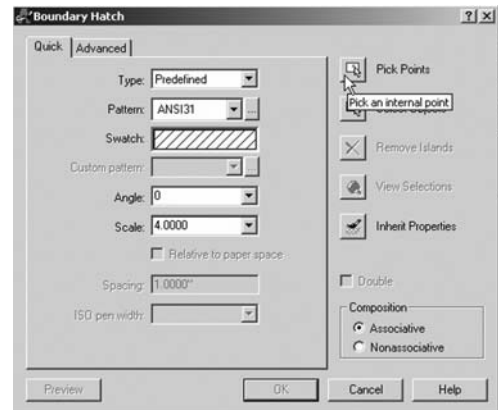 Boundary Hatch
Quick
Advanced
Type: Predefined
Pattern: ANSI31 ...
Swatch:
Custom pattern:
Angle: 0
Scale: 4.0000
Relative to paper space
Spacing: 1.0000"
ISO pen width:
Pick Points
Pick an internal point
Remove Islands
View Selections
Inherit Properties
Double
Composition
Associative
Nonassociative
Preview
OK
Cancel
Help